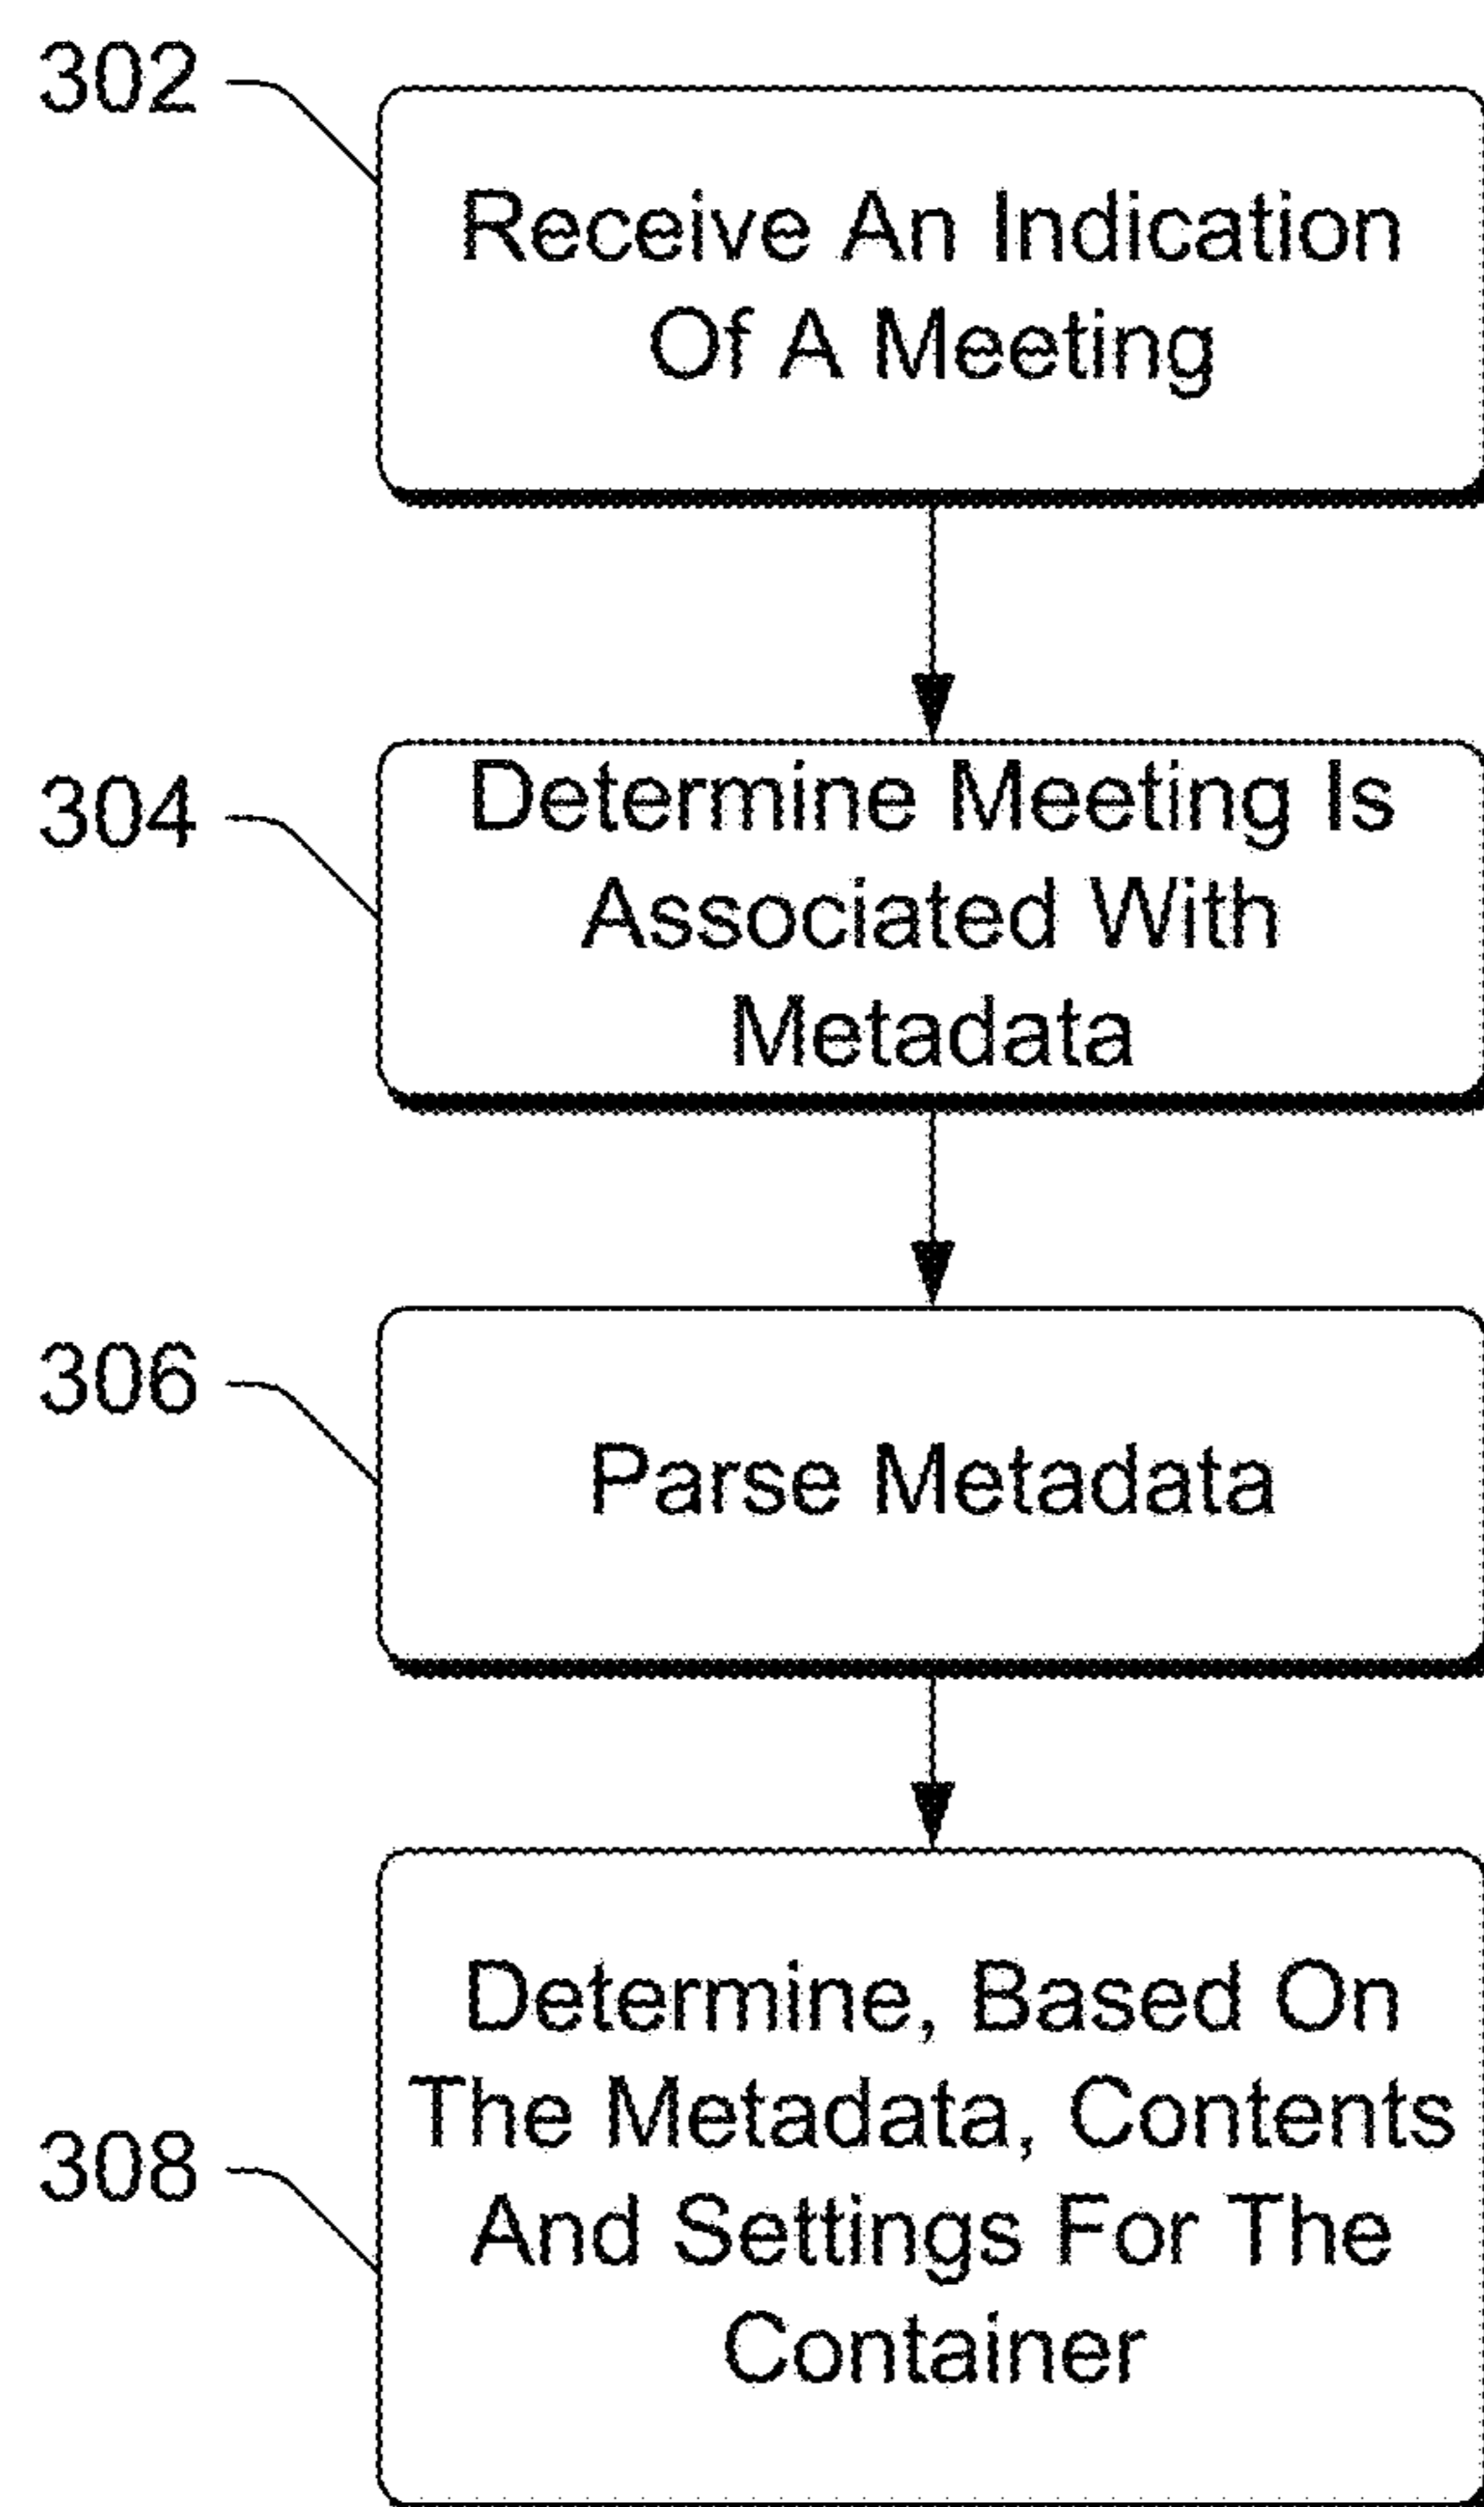 302
Receive An Indication
Of A Meeting
304
Determine Meeting Is
Associated With
Metadata
306
Parse Metadata
308
Determine, Based On
The Metadata, Contents
And Settings For The
Container